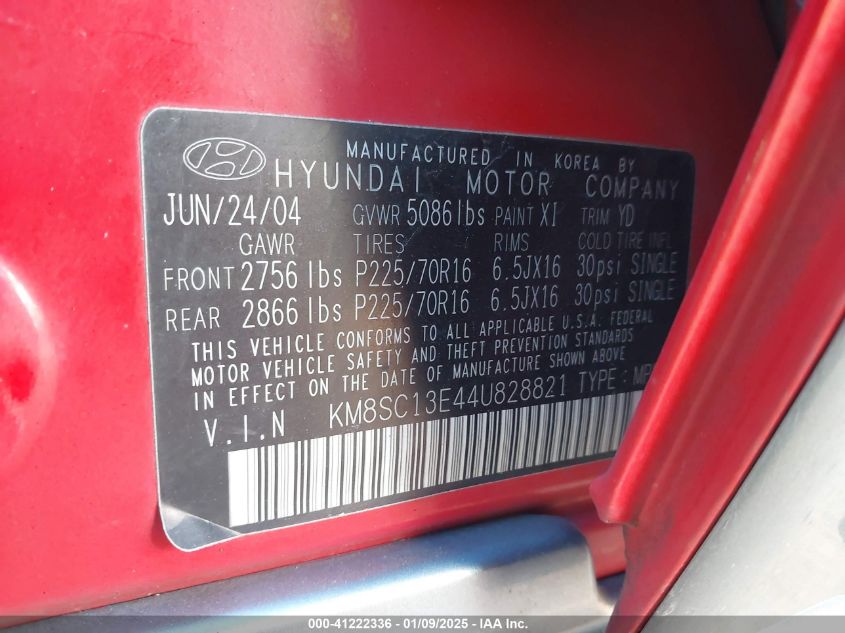 MANUFACTURED IN KOREA BY
HYUNDAI MOTOR COMPANY
JUN/24/04 GVWR 5086lbs PAINT X1 TRIM YD
GAWR TIRES RIMS COLD TIRE INFL
FRONT 2756 lbs P225/70R16 6.5JX16 30psi SINGLE
REAR 2866 lbs P225/70R16 6.5JX16 30psi SINGLE
THIS VEHICLE CONFORMS TO ALL APPLICABLE U.S.A. FEDERAL
MOTOR VEHICLE SAFETY AND THEFT PREVENTION STANDARDS
IN EFFECT ON THE DATE OF MANUFACTURE SHOWN ABOVE
V.I.N KM8SC13E44U828821 TYPE :
000-41222336 - 01/09/2025 - IAA Inc.